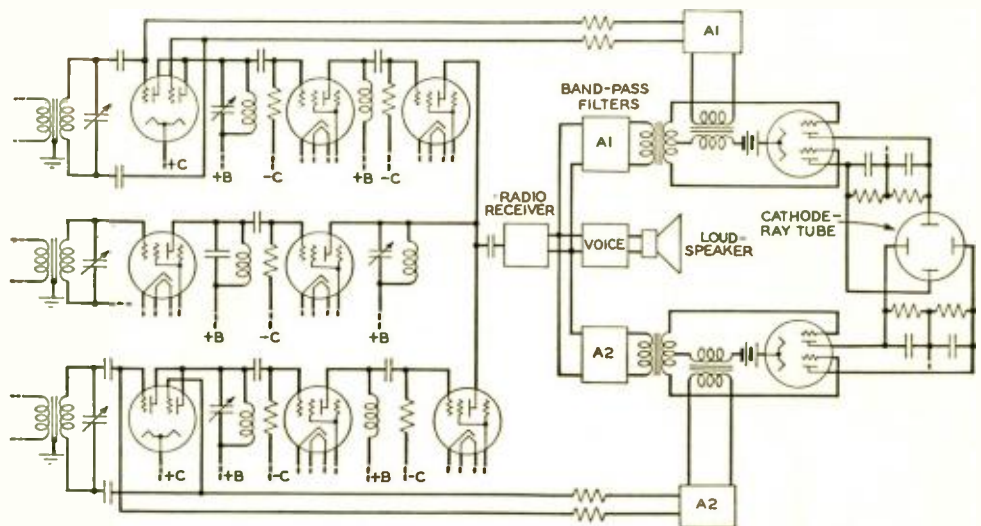 A1
BAND-PASS
FILTERS
A1
+C
+B
-C
+B
-C
RADIO
RECEIVER
CATHODE-
RAY TUBE
VOICE
LOUD-
SPEAKER
+B
-C
+B
A2
+C
+B
-C
+B
-C
A2